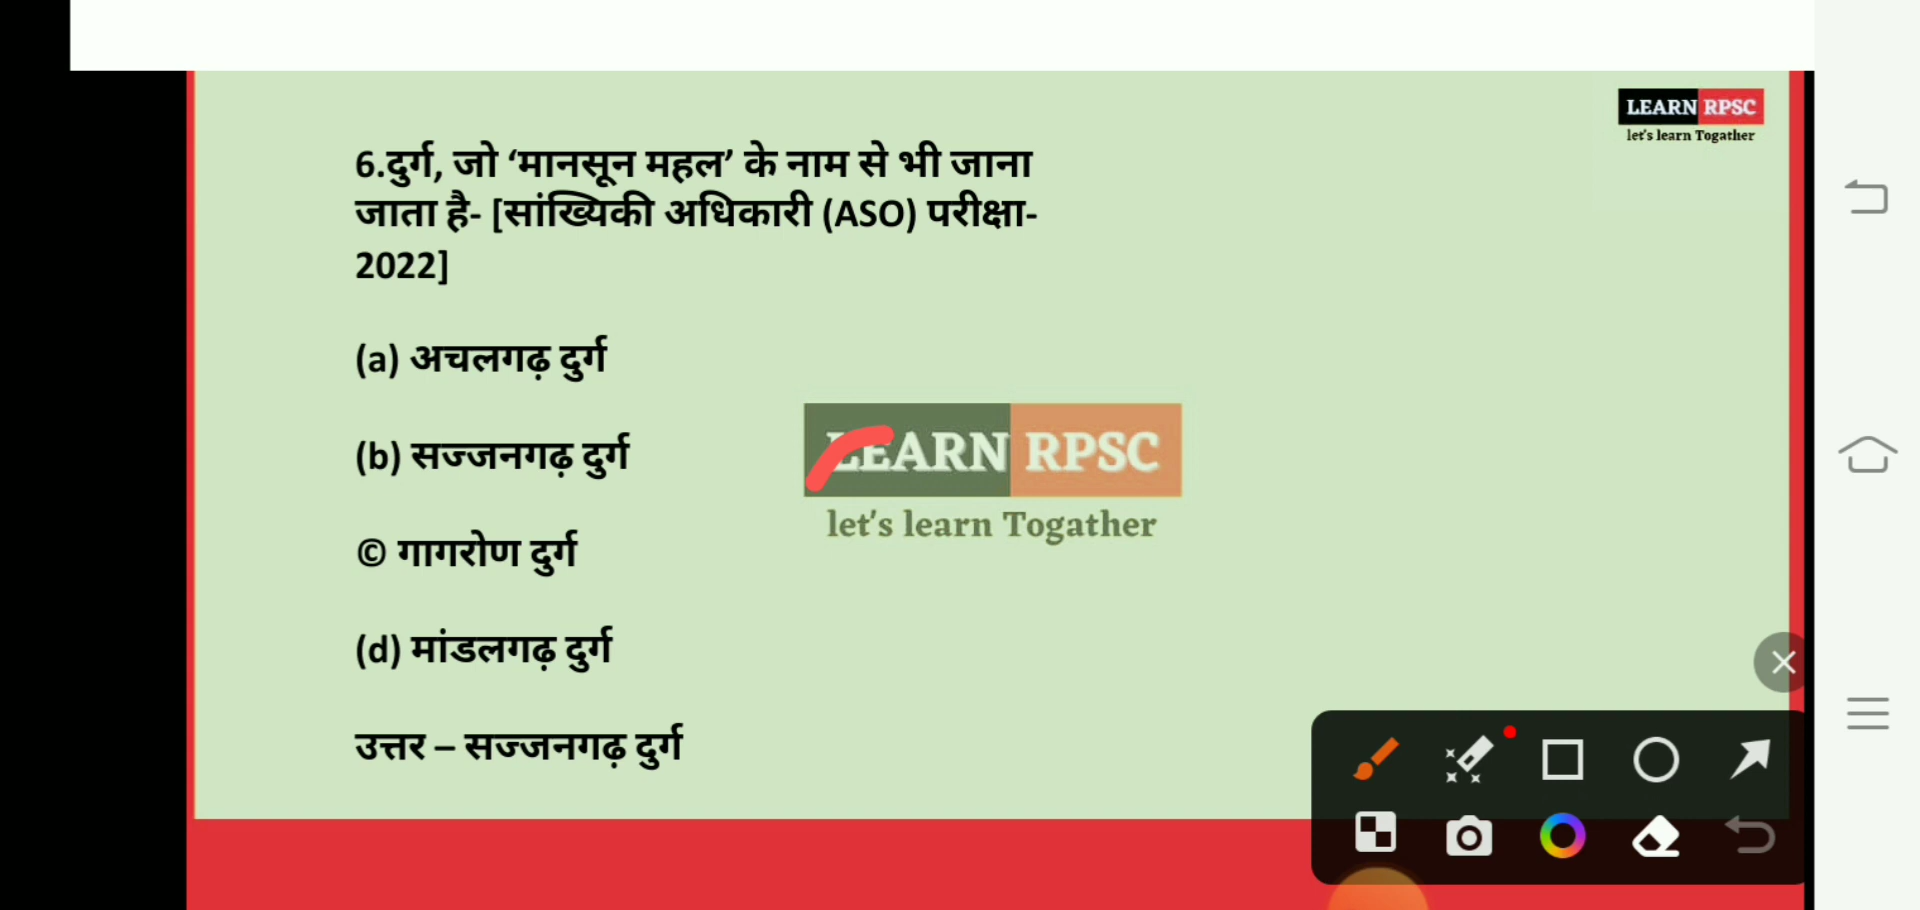 LEARN RPSC
let's learn Togather
6.दुर्ग, जो ‘मानसून महल’ के नाम से भी जाना
जाता है- [सांख्यिकी अधिकारी (ASO) परीक्षा-
2022]
(a) अचलगढ़ दुर्ग
(b) सज्जनगढ़ दुर्ग
LEARN RPSC
let's learn Togather
© गागरोण दुर्ग
(d) मांडलगढ़ दुर्ग
उत्तर – सज्जनगढ़ दुर्ग